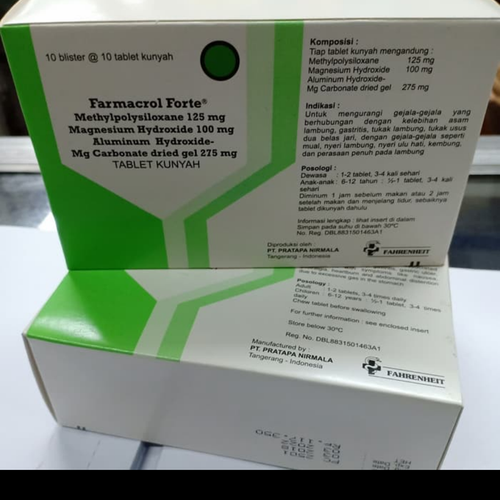 10 blister @ 10 tablet kunyah
Farmacrol Forte®
Methylpolysiloxane 125 mg
Magnesium Hydroxide 100 mg
Aluminum Hydroxide-
Mg Carbonate dried gel 275 mg
TABLET KUNYAH
Komposisi :
Tiap tablet kunyah mengandung :
Methylpolysiloxane 125 mg
Magnesium Hydroxide 100 mg
Aluminum Hydroxide-
Mg Carbonate dried gel 275 mg
Indikasi :
Untuk mengurangi gejala-gejala yang
berhubungan dengan kelebihan asam
lambung, gastritis, tukak lambung, tukak usus
dua belas jari, dengan gejala-gejala seperti
mual, nyeri lambung, nyeri ulu hati, kembung,
dan perasaan penuh pada lambung
Posologi :
Dewasa : 1-2 tablet, 3-4 kali sehari
Anak-anak : 6-12 tahun : ½-1 tablet, 3-4 kali
sehari
Diminum 1 jam sebelum makan atau 2 jam
setelah makan dan menjelang tidur, sebaiknya
tablet dikunyah dahulu
Informasi lengkap : lihat insert di dalam
Simpan pada suhu di bawah 30°C
No. Reg. DBL8831501463A1
Diproduksi oleh :
PT. PRATAPA NIRMALA
Tangerang - Indonesia
FAHRENHEIT
due to excessive gas in the stomach
Posology :
Adult : 1-2 tablets, 3-4 times daily
Children : 6-12 years : ½-1 tablet, 3-4 times
daily
Chew tablet before swallowing
For further information : see enclosed insert
Store below 30°C
Reg. No. DBL8831501463A1
Manufactured by :
PT. PRATAPA NIRMALA
Tangerang - Indonesia
FAHRENHEIT